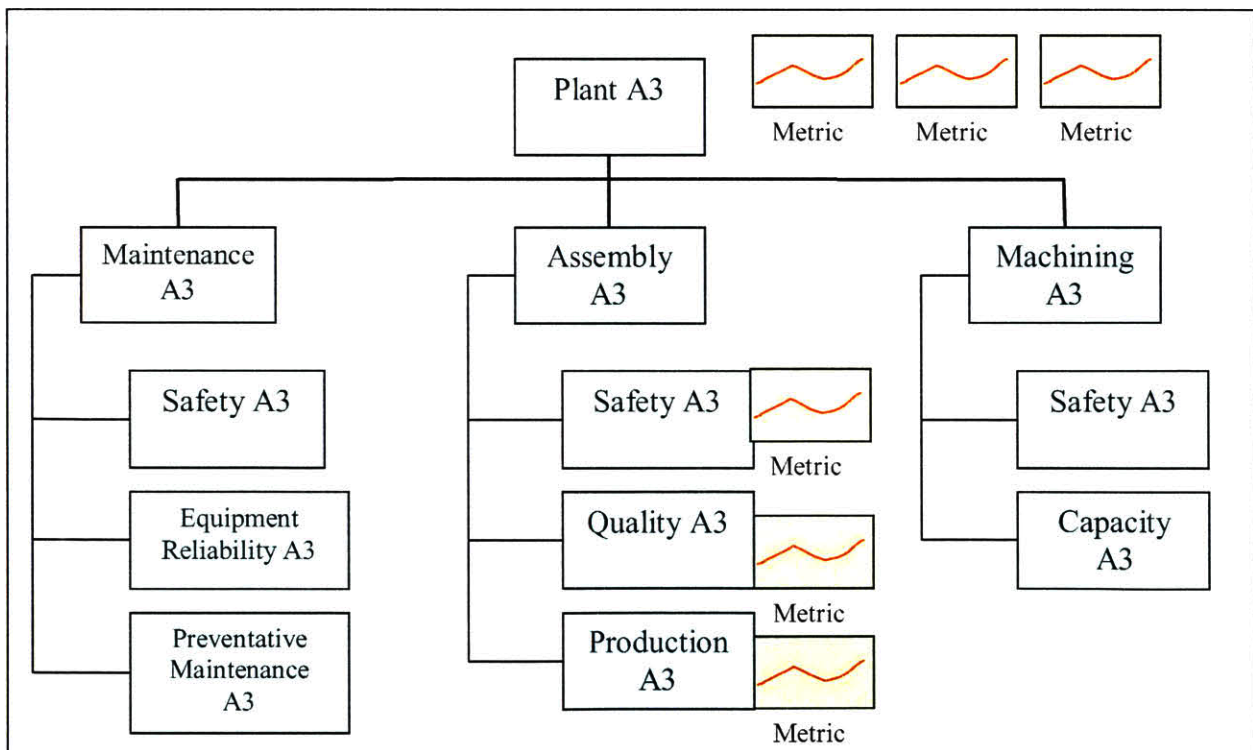 Plant A3
Metric
Metric
Metric
Maintenance
A3
Assembly
A3
Machining
A3
Safety A3
Safety A3
Metric
Safety A3
Equipment
Reliability A3
Quality A3
Metric
Capacity
A3
Preventative
Maintenance
A3
Production
A3
Metric